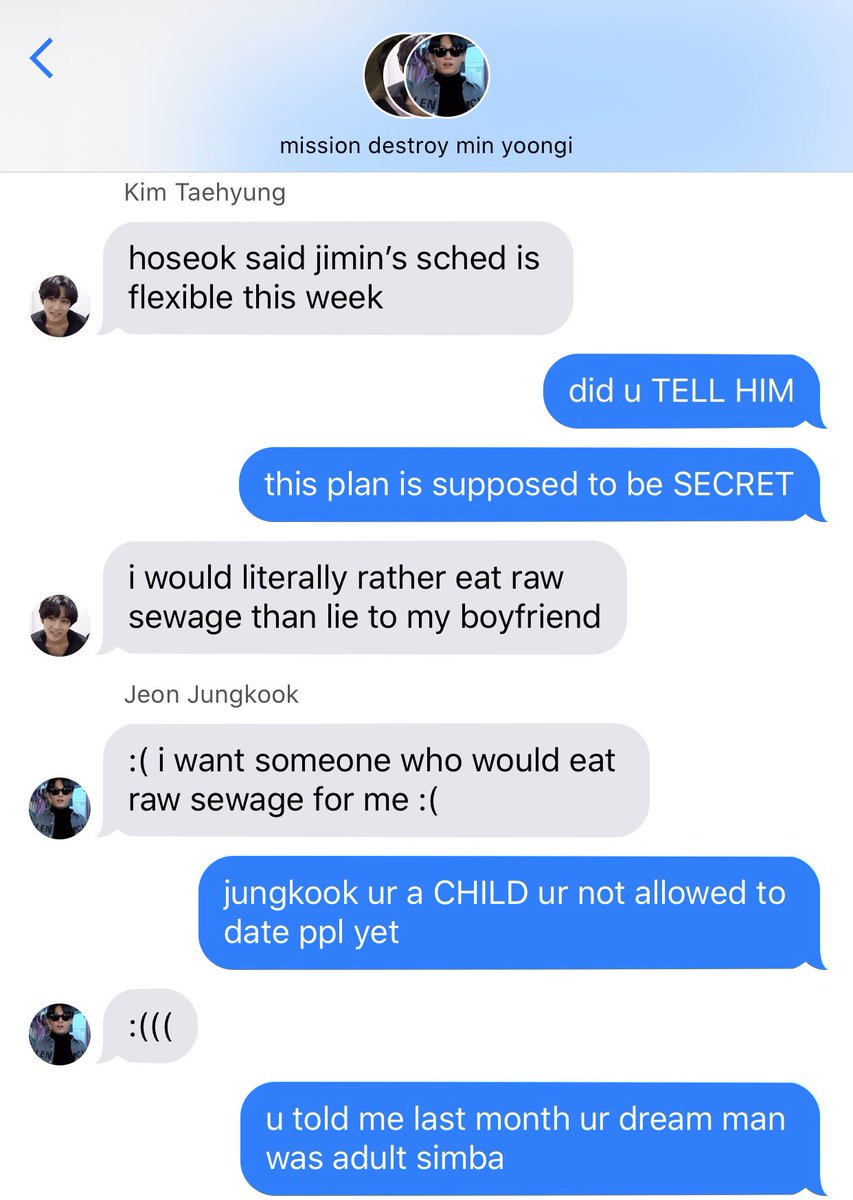 mission destroy min yoongi
Kim Taehyung
hoseok said jimin’s sched is
flexible this week
did u TELL HIM
this plan is supposed to be SECRET
i would literally rather eat raw
sewage than lie to my boyfriend
Jeon Jungkook
:( i want someone who would eat
raw sewage for me :(
jungkook ur a CHILD ur not allowed to
date ppl yet
:(((
u told me last month ur dream man
was adult simba